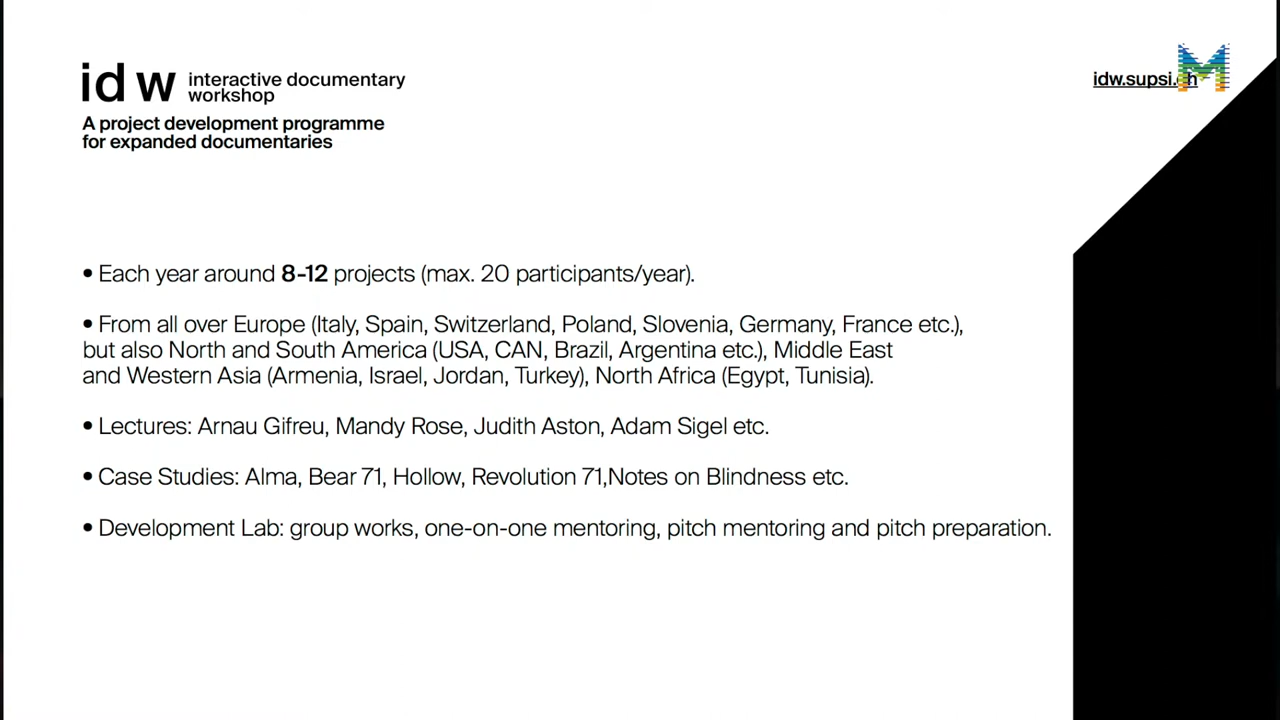 idw interactive documentary
workshop
A project development programme
for expanded documentaries
idw.supsi.ch
M
• Each year around 8-12 projects (max. 20 participants/year).
• From all over Europe (Italy, Spain, Switzerland, Poland, Slovenia, Germany, France etc.),
but also North and South America (USA, CAN, Brazil, Argentina etc.), Middle East
and Western Asia (Armenia, Israel, Jordan, Turkey), North Africa (Egypt, Tunisia).
• Lectures: Arnau Gifreu, Mandy Rose, Judith Aston, Adam Sigel etc.
• Case Studies: Alma, Bear 71, Hollow, Revolution 71,Notes on Blindness etc.
• Development Lab: group works, one-on-one mentoring, pitch mentoring and pitch preparation.